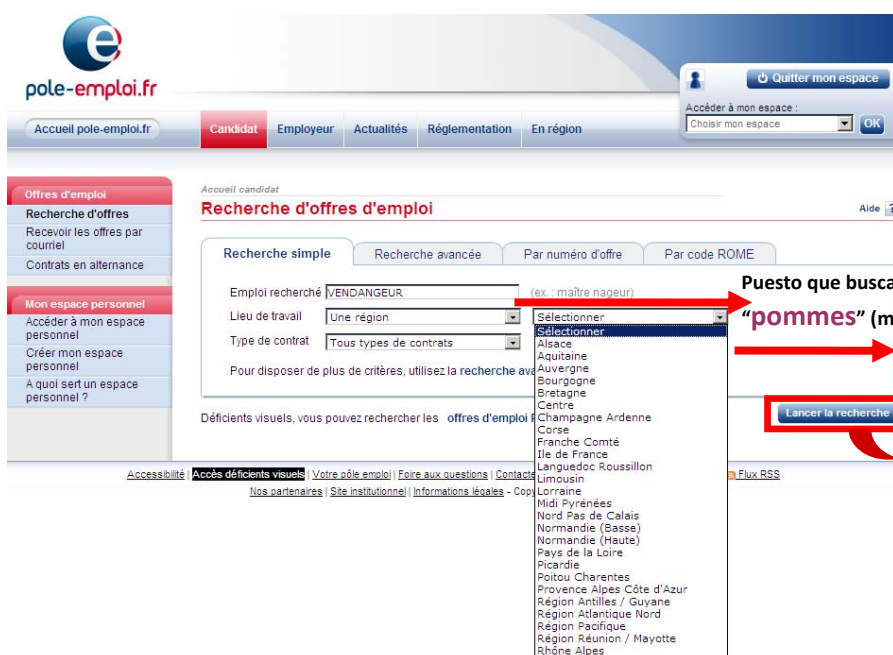 pole-emploi.fr
Quitter mon espace
Accéder à mon espace :
Choisir mon espace OK
Accueil pole-emploi.fr
Candidat Employeur Actualités Réglementation En région
Offres d'emploi
Recherche d'offres
Recevoir les offres par
courriel
Contrats en alternance
Mon espace personnel
Accéder à mon espace
personnel
Créer mon espace
personnel
A quoi sert un espace
personnel ?
Accueil candidat
Recherche d'offres d'emploi
Aide ?
Recherche simple Recherche avancée Par numéro d'offre Par code ROME
Emploi recherché VENDANGEUR (ex. : maître nageur)
Lieu de travail Une région Sélectionner
Type de contrat Tous types de contrats
Pour disposer de plus de critères, utilisez la recherche ava
Sélectionner
Alsace
Aquitaine
Auvergne
Bourgogne
Bretagne
Centre
Champagne Ardenne
Corse
Franche Comté
Ile de France
Languedoc Roussillon
Limousin
Lorraine
Midi Pyrénées
Nord Pas de Calais
Normandie (Basse)
Normandie (Haute)
Pays de la Loire
Picardie
Poitou Charentes
Provence Alpes Côte d'Azur
Région Antilles / Guyane
Région Atlantique Nord
Région Pacifique
Région Réunion / Mayotte
Rhône Alpes
Puesto que busca
“pommes” (m
Déficients visuels, vous pouvez rechercher les offres d'emploi
Lancer la recherche
Accessibilité | Accès déficients visuels | Votre pôle emploi | Foire aux questions | Contacte
Flux RSS
Nos partenaires | Site institutionnel | Informations légales - Cop